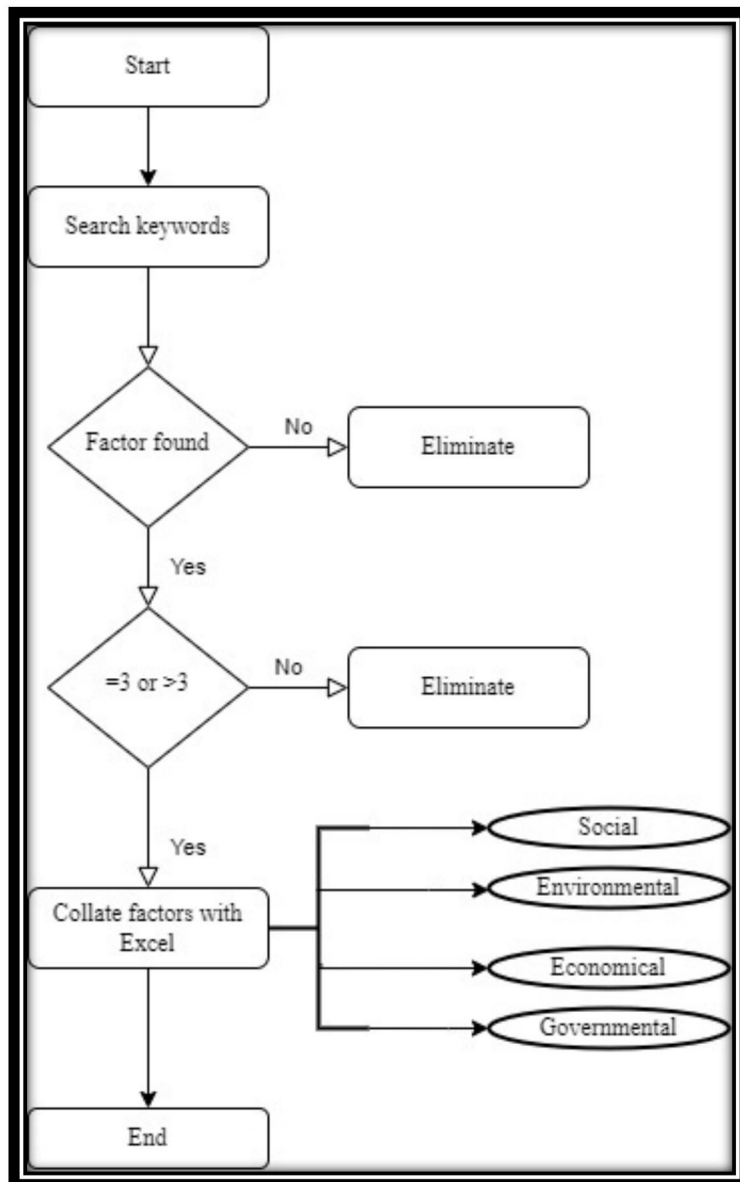 Start
Search keywords
Factor found
No
Eliminate
Yes
=3 or >3
No
Eliminate
Yes
Collate factors with
Excel
Social
Environmental
Economical
Governmental
End